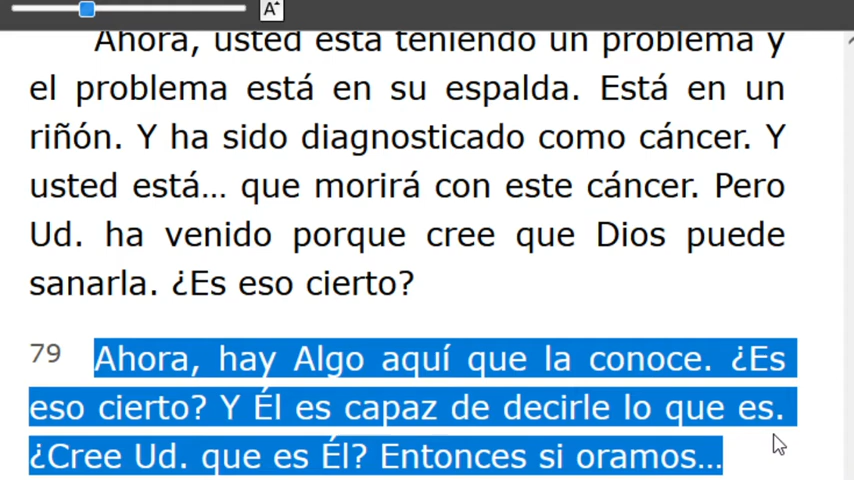 A
Ahora, usted está teniendo un problema y
el problema está en su espalda. Está en un
riñón. Y ha sido diagnosticado como cáncer. Y
usted está... que morirá con este cáncer. Pero
Ud. ha venido porque cree que Dios puede
sanarla. ¿Es eso cierto?
79 Ahora, hay Algo aquí que la conoce. ¿Es
eso cierto? Y Él es capaz de decirle lo que es.
¿Cree Ud. que es Él? Entonces si oramos...